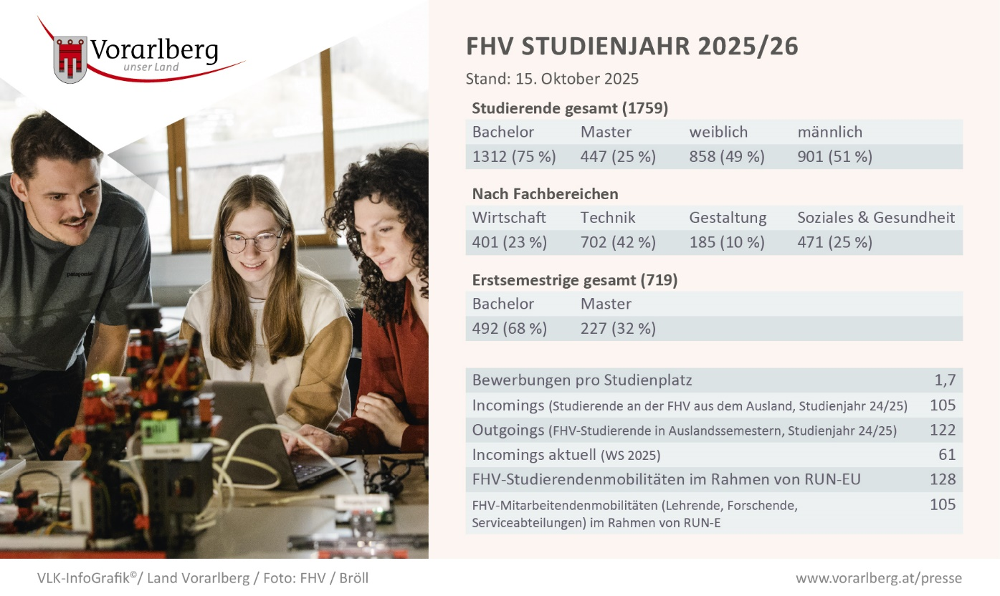 Vorarlberg
unser Land
FHV STUDIENJAHR 2025/26
Stand: 15. Oktober 2025
Studierende gesamt (1759)
Bachelor Master weiblich männlich
1312 (75 %) 447 (25 %) 858 (49 %) 901 (51 %)
Nach Fachbereichen
Wirtschaft Technik Gestaltung Soziales & Gesundheit
401 (23 %) 702 (42 %) 185 (10 %) 471 (25 %)
Erstsemestrige gesamt (719)
Bachelor Master
492 (68 %) 227 (32 %)
Bewerbungen pro Studienplatz 1,7
Incomings (Studierende an der FHV aus dem Ausland, Studienjahr 24/25) 105
Outgoings (FHV-Studierende in Auslandssemestern, Studienjahr 24/25) 122
Incomings aktuell (WS 2025) 61
FHV-Studierendenmobilitäten im Rahmen von RUN-EU 128
FHV-Mitarbeitendenmobilitäten (Lehrende, Forschende, 105
Serviceabteilungen) im Rahmen von RUN-E
patagonia
VLK-InfoGrafik©/ Land Vorarlberg / Foto: FHV / Bröll
www.vorarlberg.at/presse